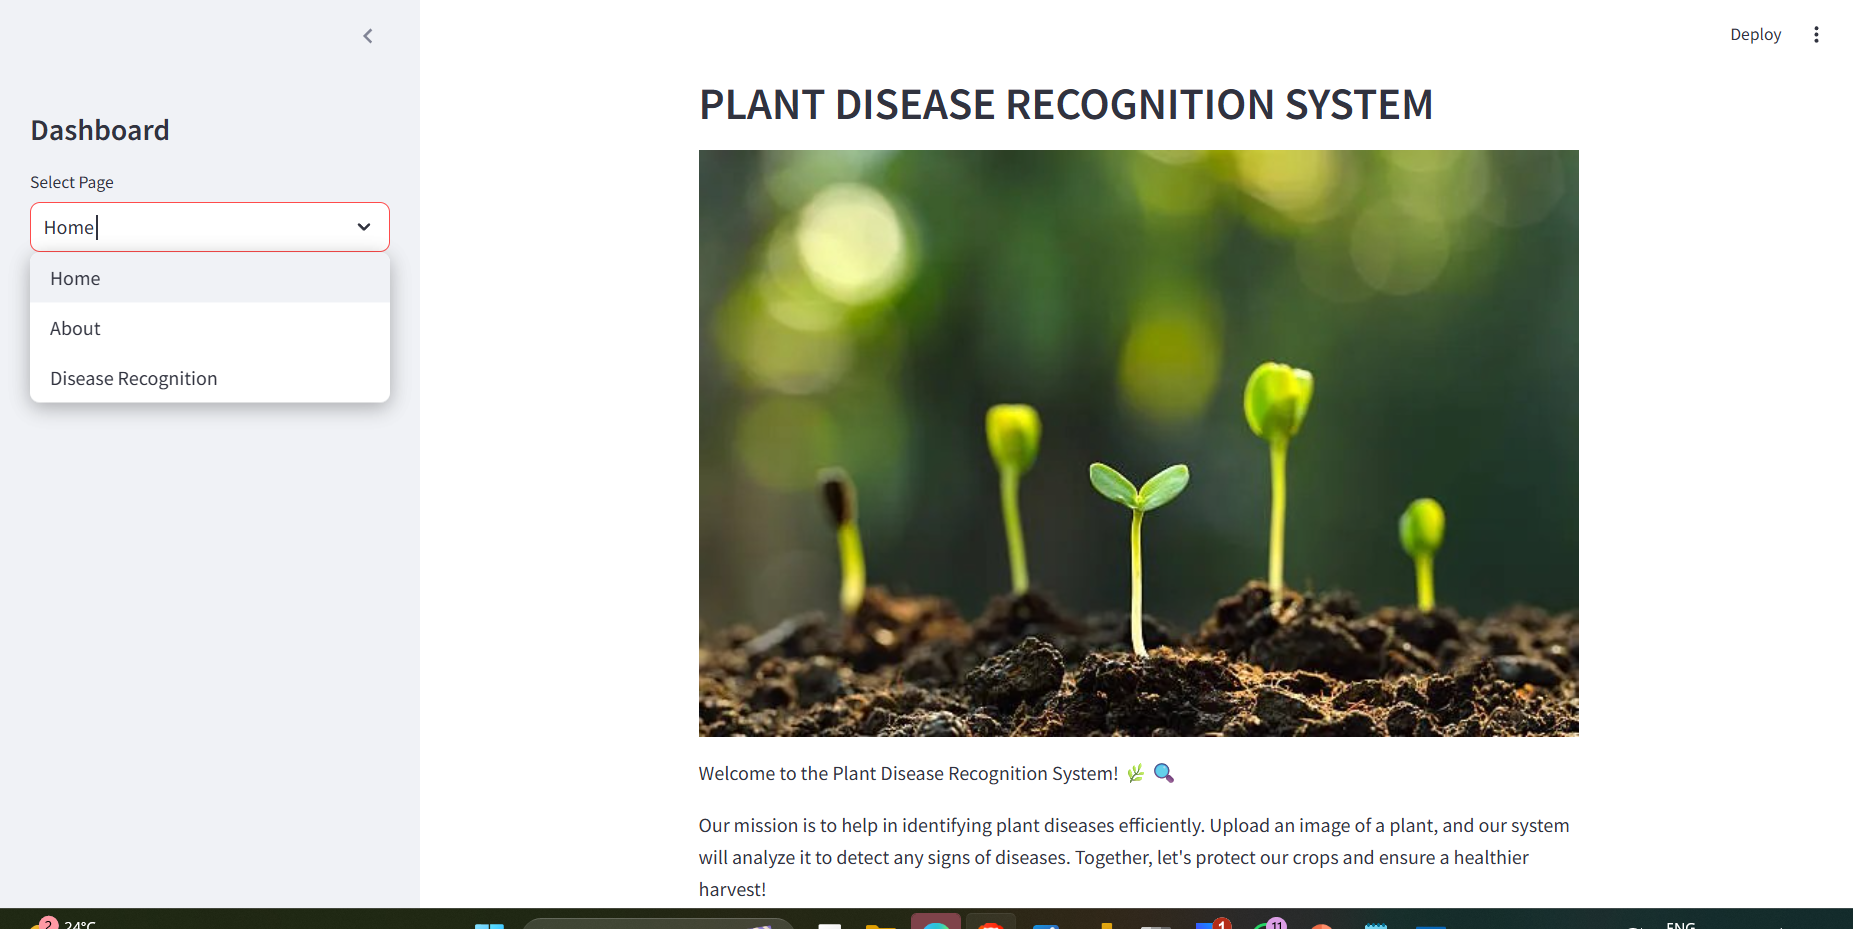 Deploy
Dashboard
Select Page
Home
Home
About
Disease Recognition
PLANT DISEASE RECOGNITION SYSTEM
Welcome to the Plant Disease Recognition System! 🌿 🔍
Our mission is to help in identifying plant diseases efficiently. Upload an image of a plant, and our system
will analyze it to detect any signs of diseases. Together, let's protect our crops and ensure a healthier
harvest!
2
24°C
1
11
ENG